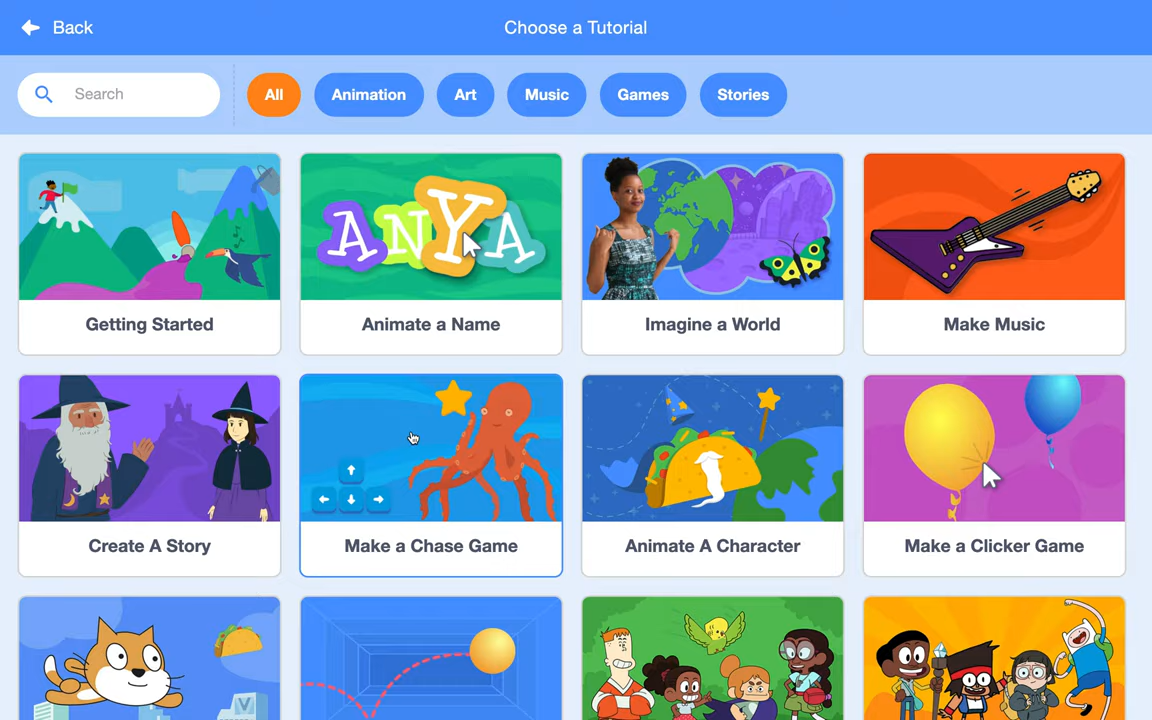 Back
Choose a Tutorial
Search
All
Animation
Art
Music
Games
Stories
ANYA
Getting Started
Animate a Name
Imagine a World
Make Music
Create A Story
Make a Chase Game
Animate A Character
Make a Clicker Game
V